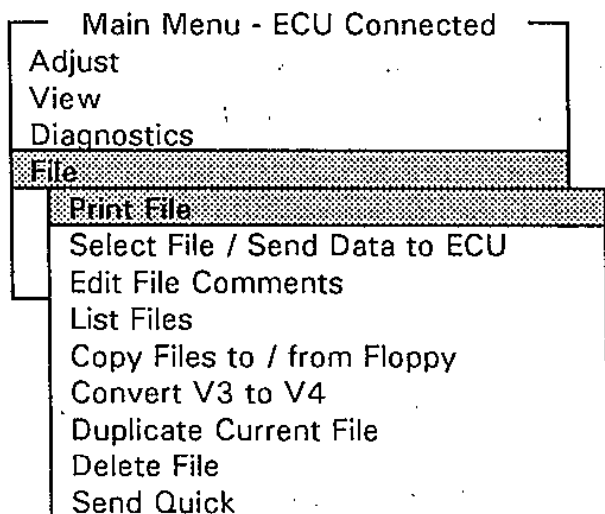 Main Menu - ECU Connected
Adjust
View
Diagnostics
File
Print File
Select File / Send Data to ECU
Edit File Comments
List Files
Copy Files to / from Floppy
Convert V3 to V4
Duplicate Current File
Delete File
Send Quick